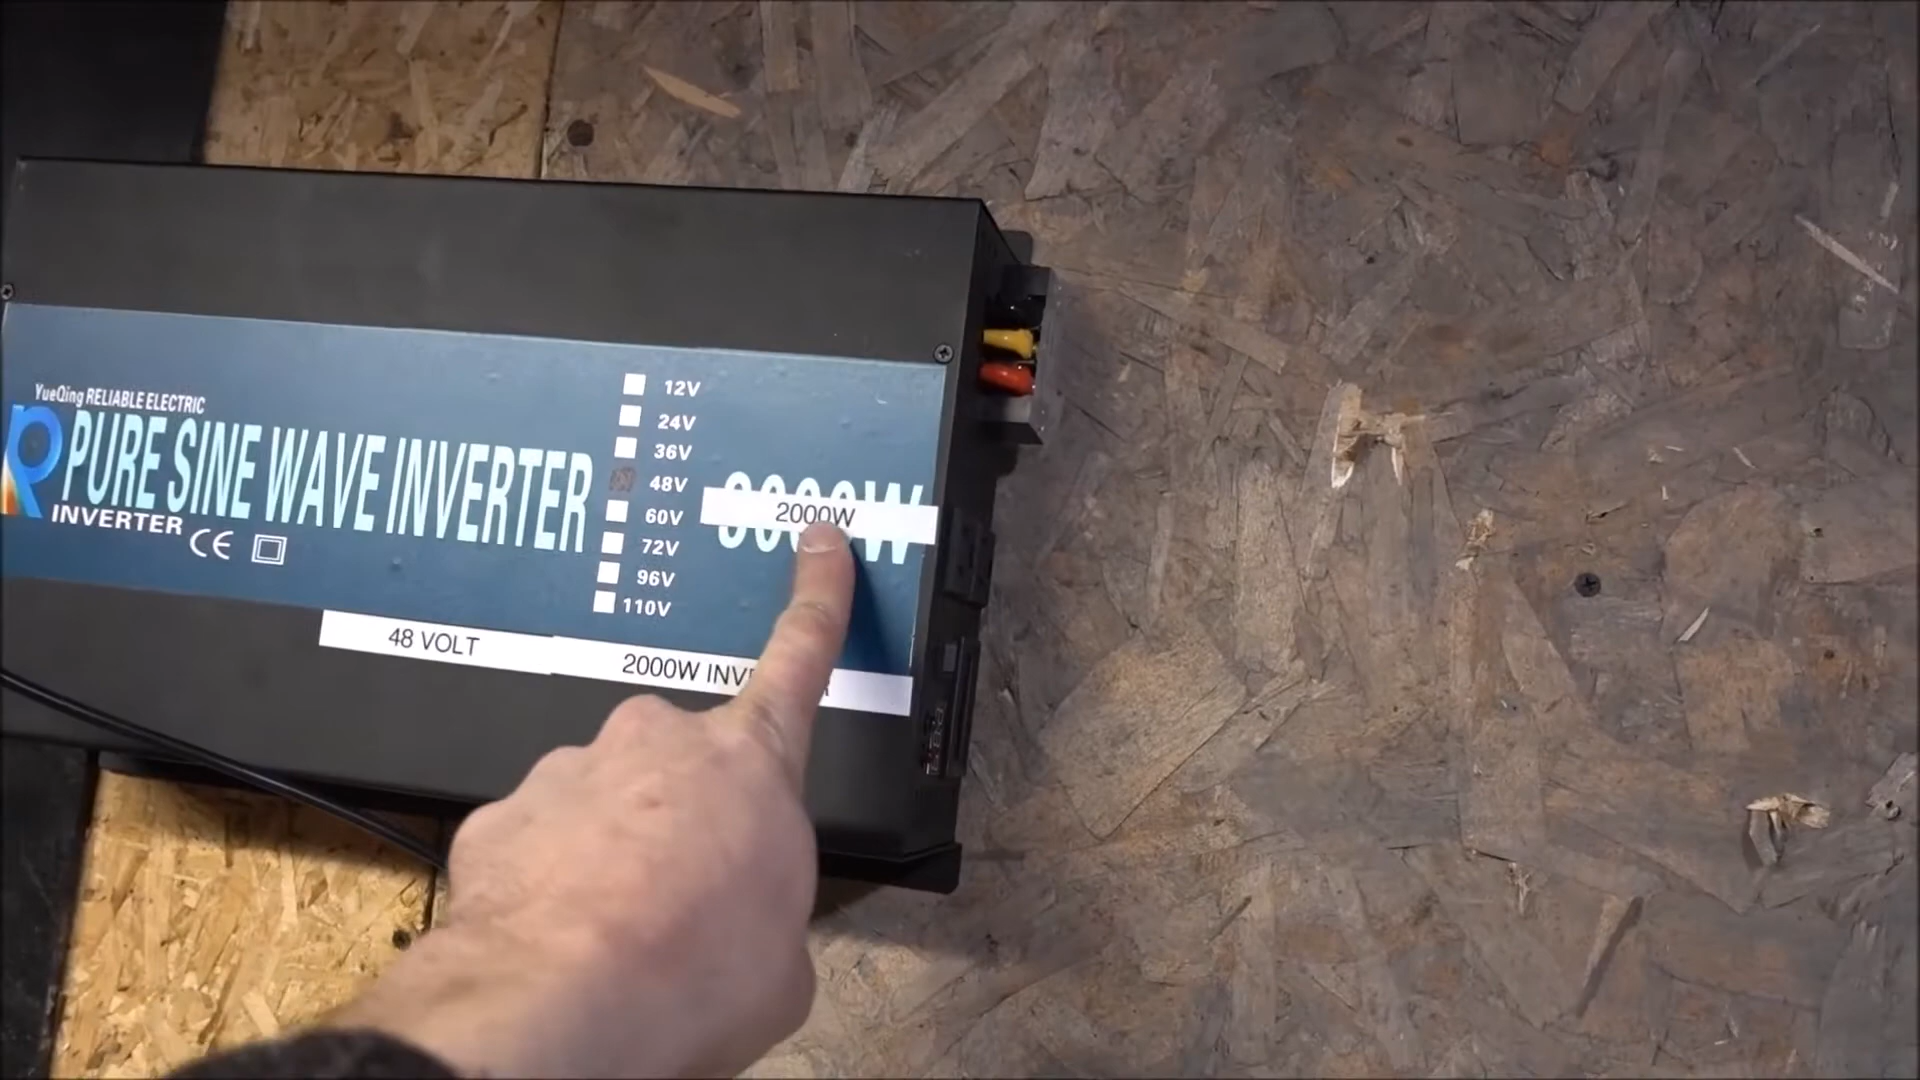 YueQing RELIABLE ELECTRIC
PURE SINE WAVE INVERTER
INVERTER CE
12V
24V
36V
48V
60V
72V
96V
110V
2000W
48 VOLT
2000W